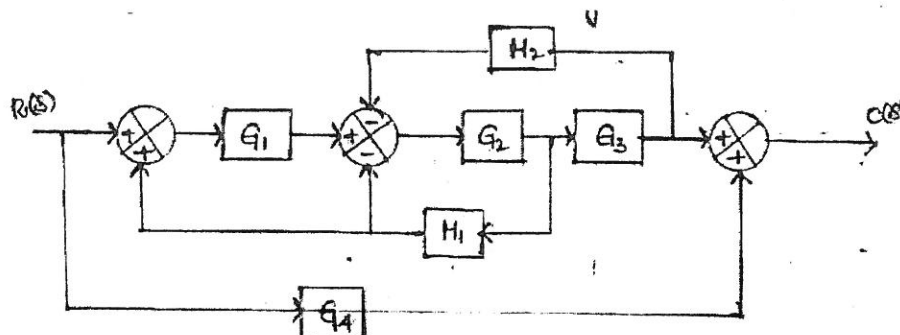 H₂
R(s)
C(s)
+
+
G₁
-
+
-
G₂
G₃
+
+
H₁
G₄